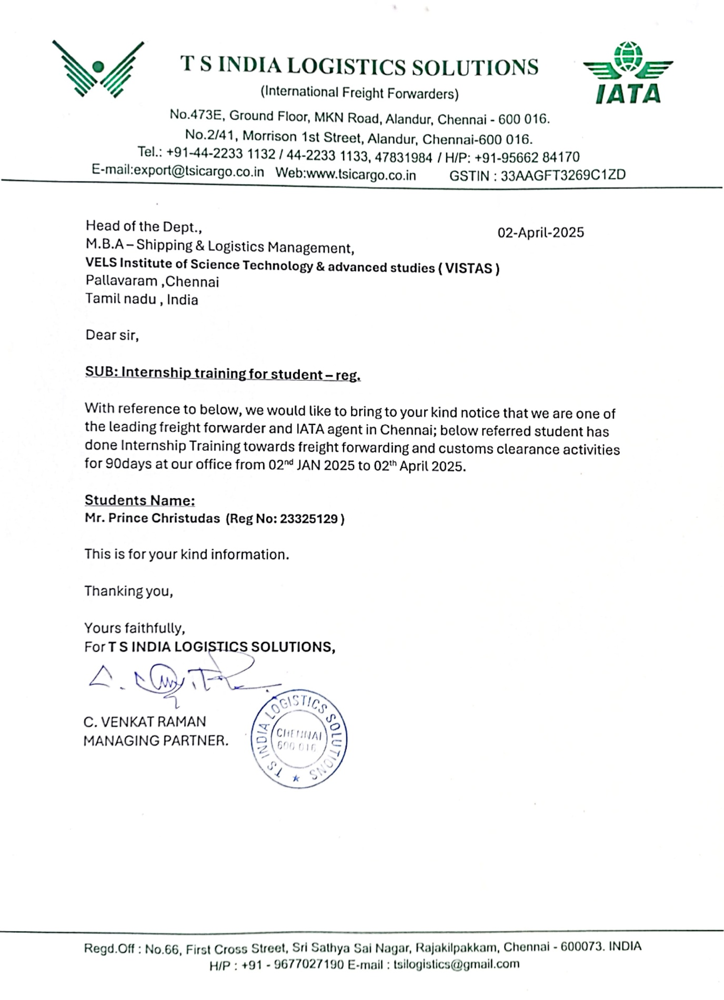 T S INDIA LOGISTICS SOLUTIONS
IATA
(International Freight Forwarders)
No.473E, Ground Floor, MKN Road, Alandur, Chennai - 600 016.
No.2/41, Morrison 1st Street, Alandur, Chennai-600 016.
Tel.: +91-44-2233 1132 / 44-2233 1133, 47831984 / H/P: +91-95662 84170
E-mail:export@tsicargo.co.in Web:www.tsicargo.co.in GSTIN : 33AAGFT3269C1ZD
Head of the Dept.,
02-April-2025
M.B.A – Shipping & Logistics Management,
VELS Institute of Science Technology & advanced studies ( VISTAS )
Pallavaram ,Chennai
Tamil nadu , India
Dear sir,
SUB: Internship training for student – reg.
With reference to below, we would like to bring to your kind notice that we are one of
the leading freight forwarder and IATA agent in Chennai; below referred student has
done Internship Training towards freight forwarding and customs clearance activities
for 90days at our office from 02nd JAN 2025 to 02th April 2025.
Students Name:
Mr. Prince Christudas (Reg No: 23325129 )
This is for your kind information.
Thanking you,
Yours faithfully,
For T S INDIA LOGISTICS SOLUTIONS,
C. VENKAT RAMAN
MANAGING PARTNER.
T S INDIA LOGISTICS SOLUTIONS
CHENNAI
600 016
Regd.Off : No.66, First Cross Street, Sri Sathya Sai Nagar, Rajakilpakkam, Chennai - 600073. INDIA
H/P : +91 - 9677027190 E-mail : tsilogistics@gmail.com